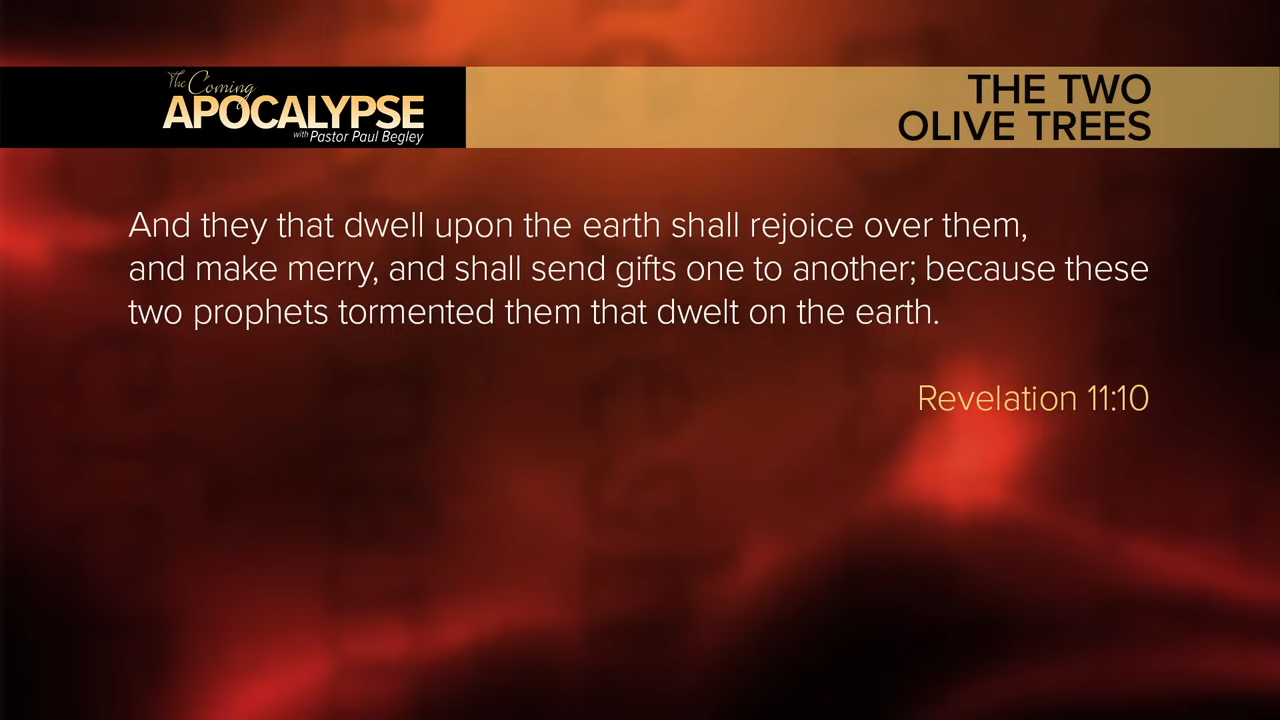 The Coming
APOCALYPSE
with Pastor Paul Begley
THE TWO
OLIVE TREES
And they that dwell upon the earth shall rejoice over them,
and make merry, and shall send gifts one to another; because these
two prophets tormented them that dwelt on the earth.
Revelation 11:10